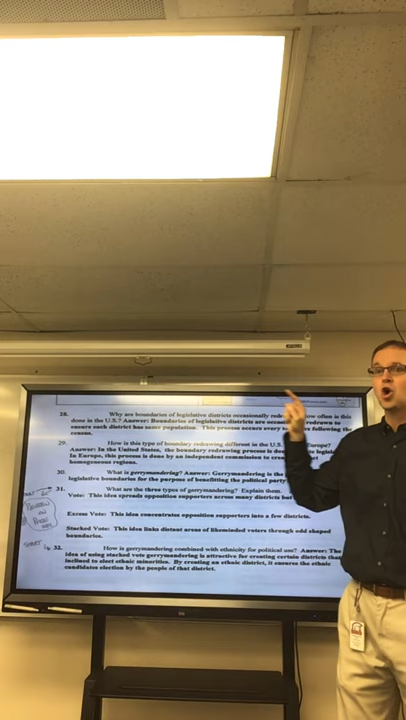 28. Why are boundaries of legislative districts occasionally redrawn how often is this
done in the U.S.? Answer: Boundaries of legislative districts are occas redrawn to
ensure each district has same population. This process occurs every 10 years following the
census.
29. How is this type of boundary redrawing different in the U.S. Europe?
Answer: In the United States, the boundary redrawing process is done legisl
In Europe, this process is done by an independent commission to crea
homogeneous regions.
30. What is gerrymandering? Answer: Gerrymandering is the
legislative boundaries for the purpose of benefitting the political party
31. What are the three types of gerrymandering? Explain them.
Vote: This idea spreads opposition supporters across many districts but
Excess Vote: This idea concentrates opposition supporters into a few districts.
Stacked Vote: This idea links distant areas of likeminded voters through odd shaped
boundaries.
START
32. How is gerrymandering combined with ethnicity for political use? Answer: The
idea of using stacked vote gerrymandering is attractive for creating certain districts that
inclined to elect ethnic minorities. By creating an ethnic district, it ensures the ethnic
candidates election by the people of that district.